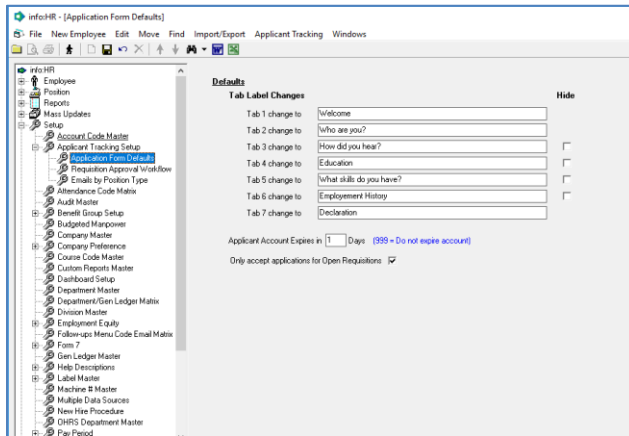 info:HR - [Application Form Defaults]
File New Employee Edit Move Find Import/Export Applicant Tracking Windows
info:HR
Employee
Position
Reports
Mass Updates
Setup
Account Code Master
Applicant Tracking Setup
Application Form Defaults
Requisition Approval Workflow
Emails by Position Type
Attendance Code Matrix
Audit Master
Benefit Group Setup
Budgeted Manpower
Company Master
Company Preference
Course Code Master
Custom Reports Master
Dashboard Setup
Department Master
Department/Gen Ledger Matrix
Division Master
Employment Equity
Follow-ups Menu Code Email Matrix
Form 7
Gen Ledger Master
Help Descriptions
Label Master
Machine # Master
Multiple Data Sources
New Hire Procedure
OHRS Department Master
Pay Period
Defaults
Tab Label Changes Hide
Tab 1 change to Welcome
Tab 2 change to Who are you?
Tab 3 change to How did you hear?
Tab 4 change to Education
Tab 5 change to What skills do you have?
Tab 6 change to Employement History
Tab 7 change to Declaration
Applicant Account Expires in 1 Days (999 = Do not expire account)
Only accept applications for Open Requisitions